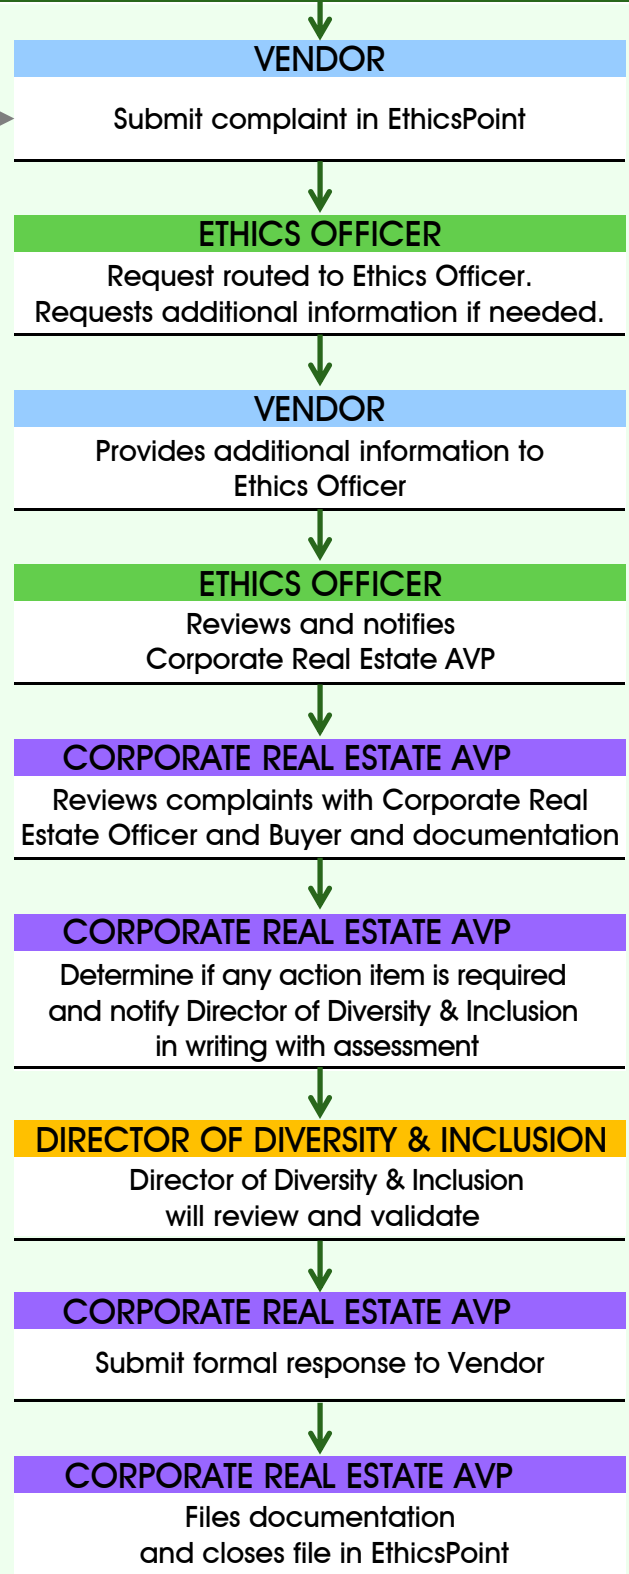 VENDOR
Submit complaint in EthicsPoint
ETHICS OFFICER
Request routed to Ethics Officer.
Requests additional information if needed.
VENDOR
Provides additional information to
Ethics Officer
ETHICS OFFICER
Reviews and notifies
Corporate Real Estate AVP
CORPORATE REAL ESTATE AVP
Reviews complaints with Corporate Real
Estate Officer and Buyer and documentation
CORPORATE REAL ESTATE AVP
Determine if any action item is required
and notify Director of Diversity & Inclusion
in writing with assessment
DIRECTOR OF DIVERSITY & INCLUSION
Director of Diversity & Inclusion
will review and validate
CORPORATE REAL ESTATE AVP
Submit formal response to Vendor
CORPORATE REAL ESTATE AVP
Files documentation
and closes file in EthicsPoint